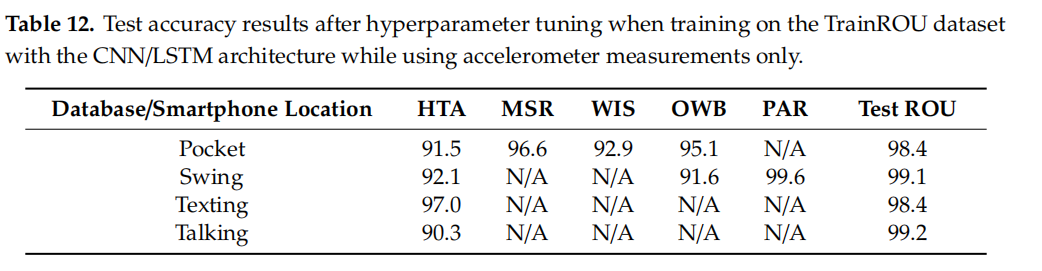 Table 12. Test accuracy results after hyperparameter tuning when training on the TrainROU dataset
with the CNN/LSTM architecture while using accelerometer measurements only.
Database/Smartphone Location HTA MSR WIS OWB PAR Test ROU
Pocket 91.5 96.6 92.9 95.1 N/A 98.4
Swing 92.1 N/A N/A 91.6 99.6 99.1
Texting 97.0 N/A N/A N/A N/A 98.4
Talking 90.3 N/A N/A N/A N/A 99.2